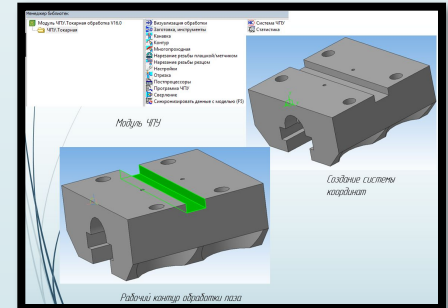 Менеджер библиотек
Модуль ЧПУ. Токарная обработка V16.0
ЧПУ. Токарная
Визуализация обработки
Заготовка, инструменты
Канавка
Контур
Многопроходная
Нарезание резьбы плашкой/метчиком
Нарезание резьбы резцом
Настройки
Отрезка
Постпроцессоры
Программа ЧПУ
Сверление
Синхронизировать данные с моделью (F5)
Система ЧПУ
Статистика
Модуль ЧПУ
Создание системы
координат
Рабочий контур обработки паза